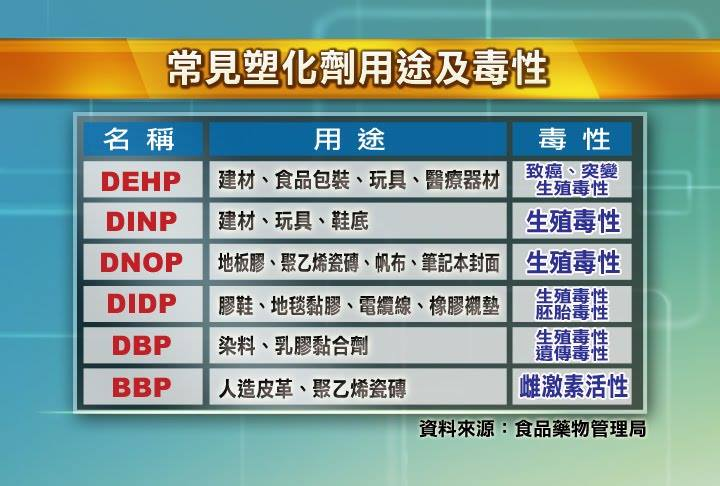 常見塑化劑用途及毒性
名稱 用途 毒性
DEHP 建材、食品包裝、玩具、醫療器材 致癌、突變
生殖毒性
DINP 建材、玩具、鞋底 生殖毒性
DNOP 地板膠、聚乙烯瓷磚、帆布、筆記本封面 生殖毒性
DIDP 膠鞋、地毯黏膠、電纜線、橡膠襯墊 生殖毒性
胚胎毒性
DBP 染料、乳膠黏合劑 生殖毒性
遺傳毒性
BBP 人造皮革、聚乙烯瓷磚 雌激素活性
資料來源：食品藥物管理局